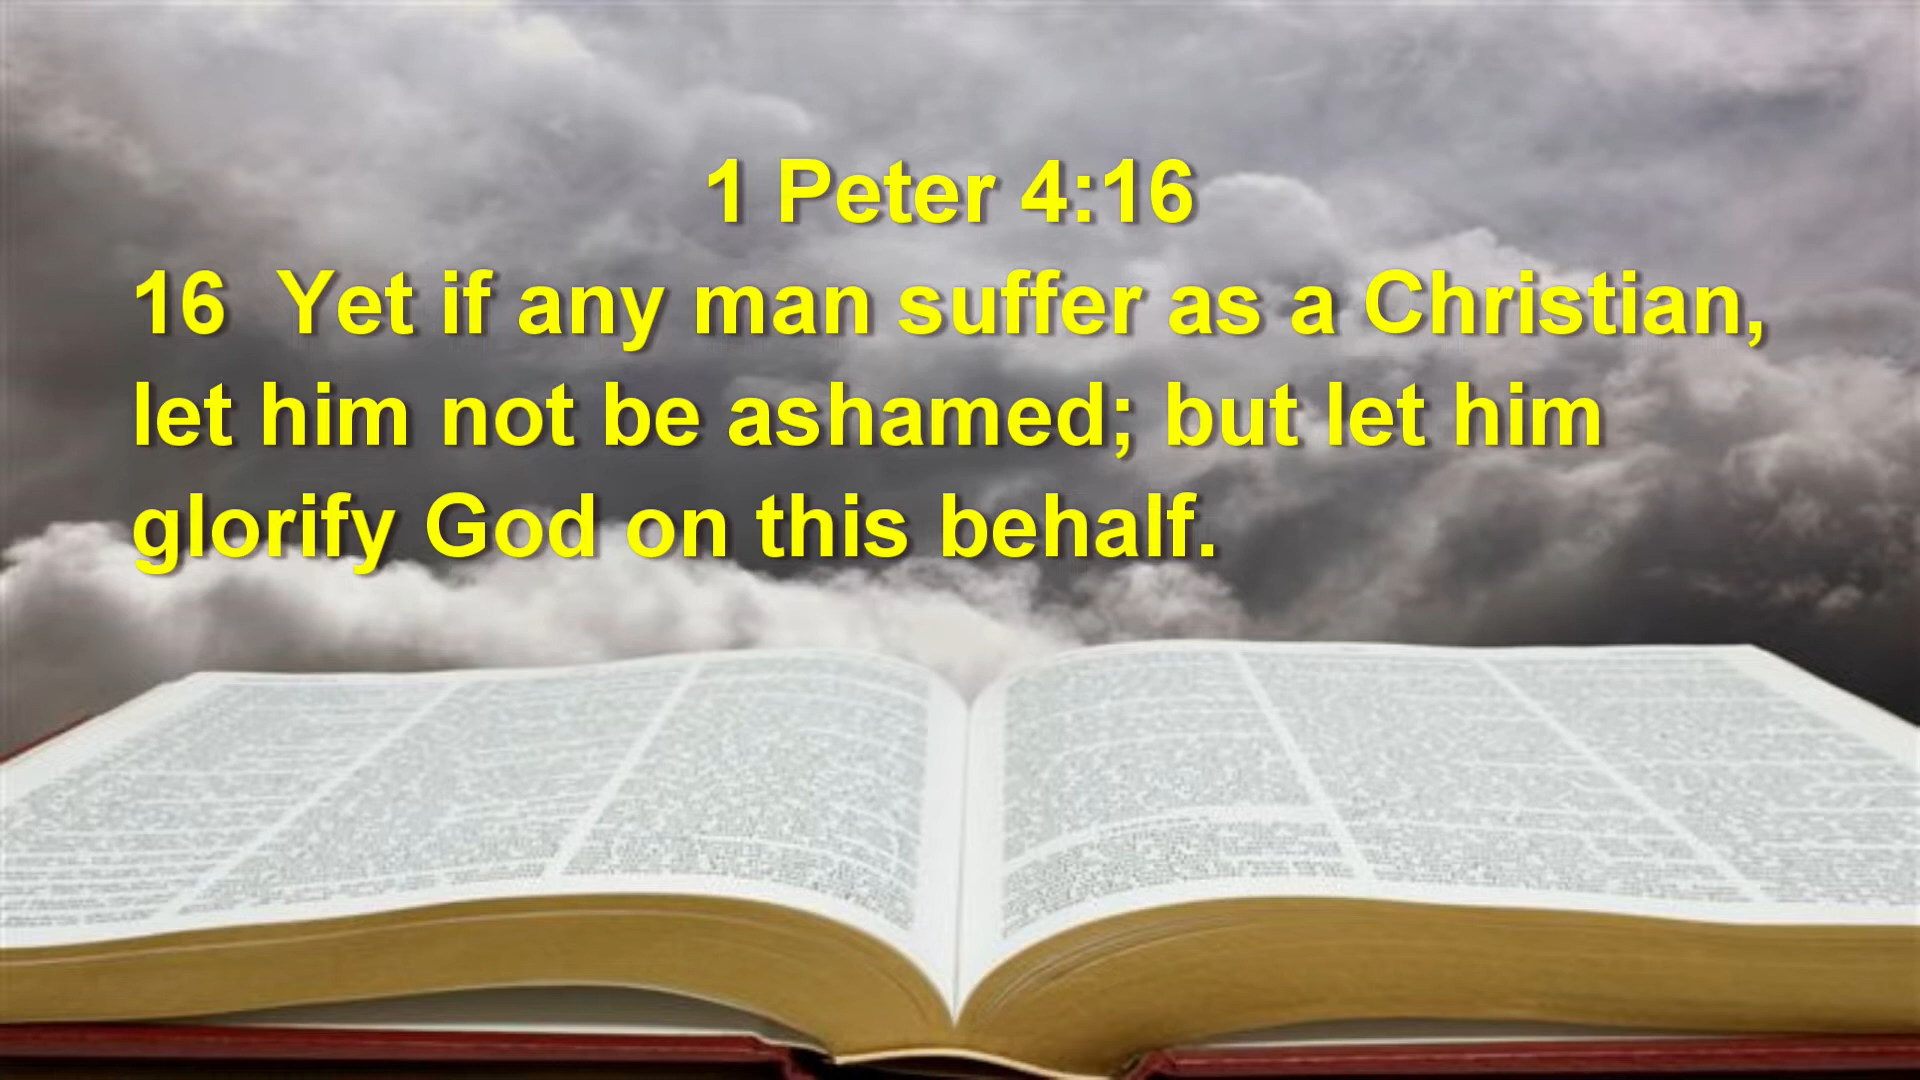 1 Peter 4:16
16 Yet if any man suffer as a Christian,
let him not be ashamed; but let him
glorify God on this behalf.